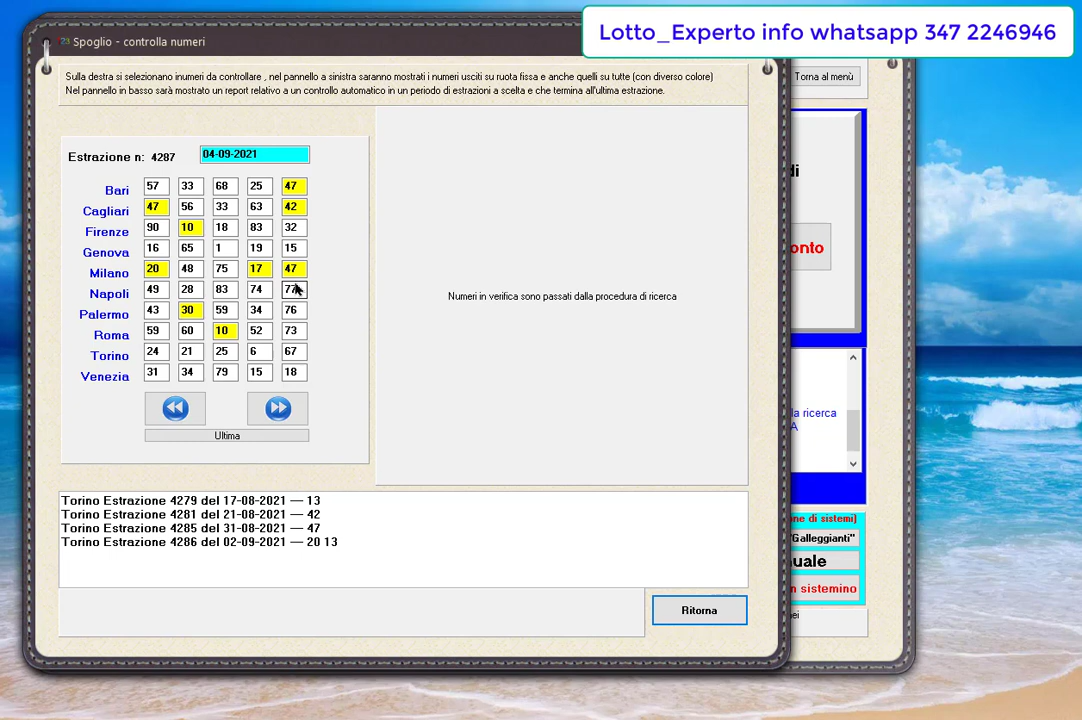 Lotto_Experto info whatsapp 347 2246946
Spoglio - controlla numeri
Sulla destra si selezionano inumeri da controllare , nel pannello a sinistra saranno mostrati i numeri usciti su ruota fissa e anche quelli su tutte (con diverso colore)
Nel pannello in basso sarà mostrato un report relativo a un controllo automatico in un periodo di estrazioni a scelta e che termina all'ultima estrazione.
Torna al menù
Estrazione n: 4287 04-09-2021
Bari 57 33 68 25 47
Cagliari 47 56 33 63 42
Firenze 90 10 18 83 32
Genova 16 65 1 19 15
Milano 20 48 75 17 47
Napoli 49 28 83 74 77
Palermo 43 30 59 34 76
Roma 59 60 10 52 73
Torino 24 21 25 6 67
Venezia 31 34 79 15 18
Ultima
Numeri in verifica sono passati dalla procedura di ricerca
di
onto
la ricerca
A
Torino Estrazione 4279 del 17-08-2021 --- 13
Torino Estrazione 4281 del 21-08-2021 --- 42
Torino Estrazione 4285 del 31-08-2021 --- 47
Torino Estrazione 4286 del 02-09-2021 --- 20 13
ne di sistemi)
"Galleggianti"
uale
n sistemino
nei
Ritorna